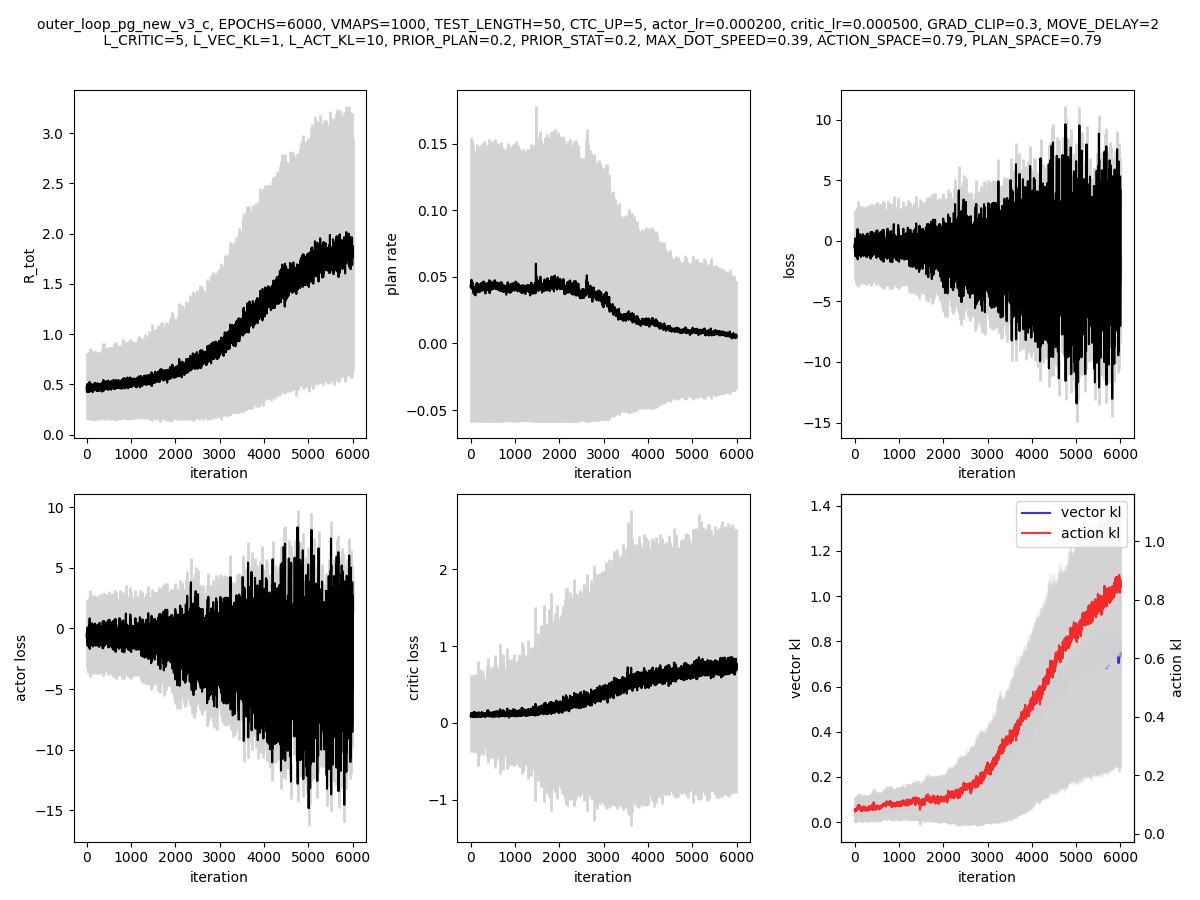 outer_loop_pg_new_v3_c, EPOCHS=6000, VMAPS=1000, TEST_LENGTH=50, CTC_UP=5, actor_lr=0.000200, critic_lr=0.000500, GRAD_CLIP=0.3, MOVE_DELAY=2
L_CRITIC=5, L_VEC_KL=1, L_ACT_KL=10, PRIOR_PLAN=0.2, PRIOR_STAT=0.2, MAX_DOT_SPEED=0.39, ACTION_SPACE=0.79, PLAN_SPACE=0.79
R_tot
3.0
2.5
2.0
1.5
1.0
0.5
0.0
0 1000 2000 3000 4000 5000 6000
iteration
plan rate
0.15
0.10
0.05
0.00
−0.05
0 1000 2000 3000 4000 5000 6000
iteration
loss
10
5
0
−5
−10
−15
0 1000 2000 3000 4000 5000 6000
iteration
actor loss
10
5
0
−5
−10
−15
0 1000 2000 3000 4000 5000 6000
iteration
critic loss
2
1
0
−1
0 1000 2000 3000 4000 5000 6000
iteration
vector kl
1.4
1.2
1.0
0.8
0.6
0.4
0.2
0.0
vector kl
action kl
0 1000 2000 3000 4000 5000 6000
iteration
1.0
0.8
0.6
0.4
0.2
0.0
action kl